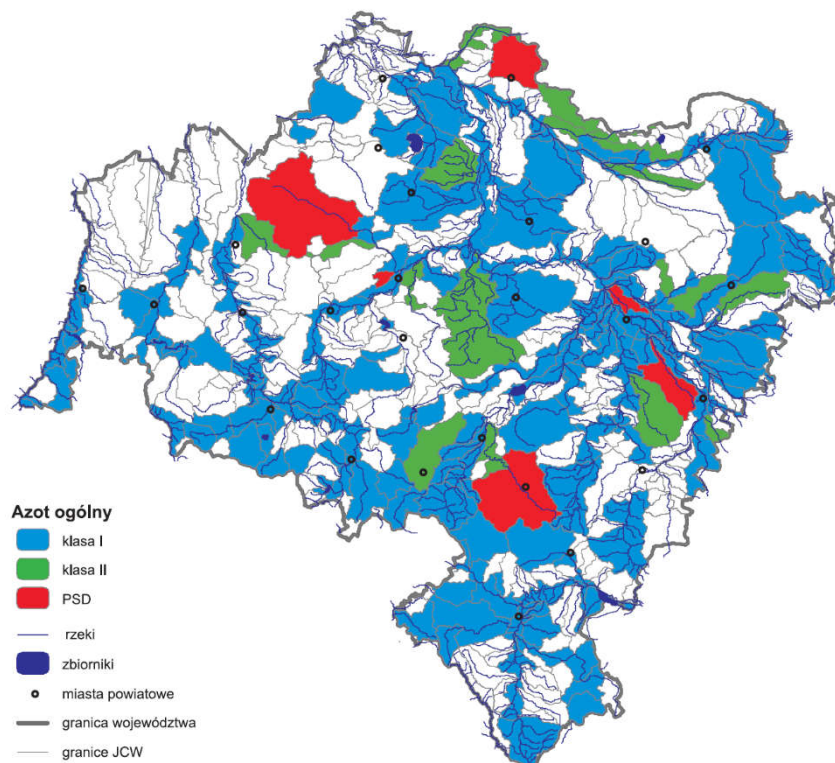 Azot ogólny
klasa I
klasa II
PSD
rzeki
zbiorniki
miasta powiatowe
granica województwa
granice JCW